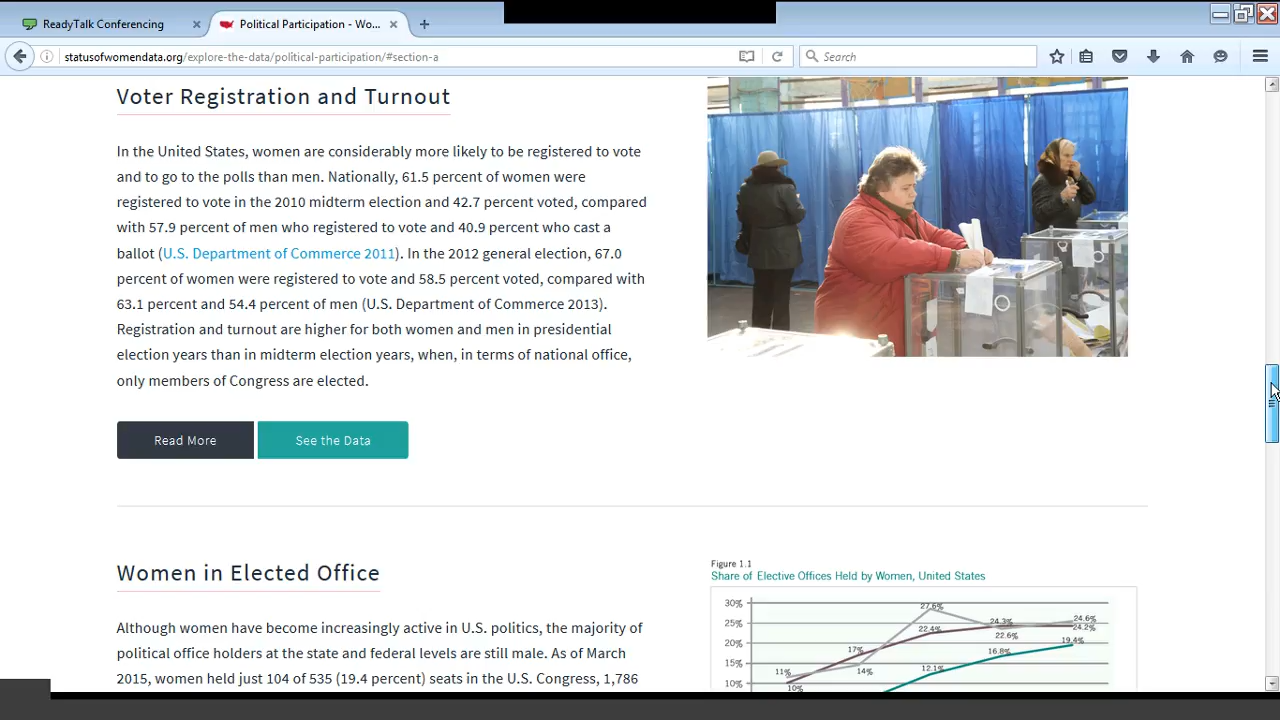 ReadyTalk Conferencing
Political Participation - Wo...
statusofwomendata.org/explore-the-data/political-participation/#section-a
Search
Voter Registration and Turnout
In the United States, women are considerably more likely to be registered to vote
and to go to the polls than men. Nationally, 61.5 percent of women were
registered to vote in the 2010 midterm election and 42.7 percent voted, compared
with 57.9 percent of men who registered to vote and 40.9 percent who cast a
ballot (U.S. Department of Commerce 2011). In the 2012 general election, 67.0
percent of women were registered to vote and 58.5 percent voted, compared with
63.1 percent and 54.4 percent of men (U.S. Department of Commerce 2013).
Registration and turnout are higher for both women and men in presidential
election years than in midterm election years, when, in terms of national office,
only members of Congress are elected.
Read More
See the Data
Women in Elected Office
Although women have become increasingly active in U.S. politics, the majority of
political office holders at the state and federal levels are still male. As of March
2015, women held just 104 of 535 (19.4 percent) seats in the U.S. Congress, 1,786
Figure 1.1
Share of Elective Offices Held by Women, United States
30%
25%
20%
15%
10%
11%
10%
17%
14%
27.6%
22.4%
12.1%
24.3%
22.6%
16.8%
24.6%
24.2%
19.4%